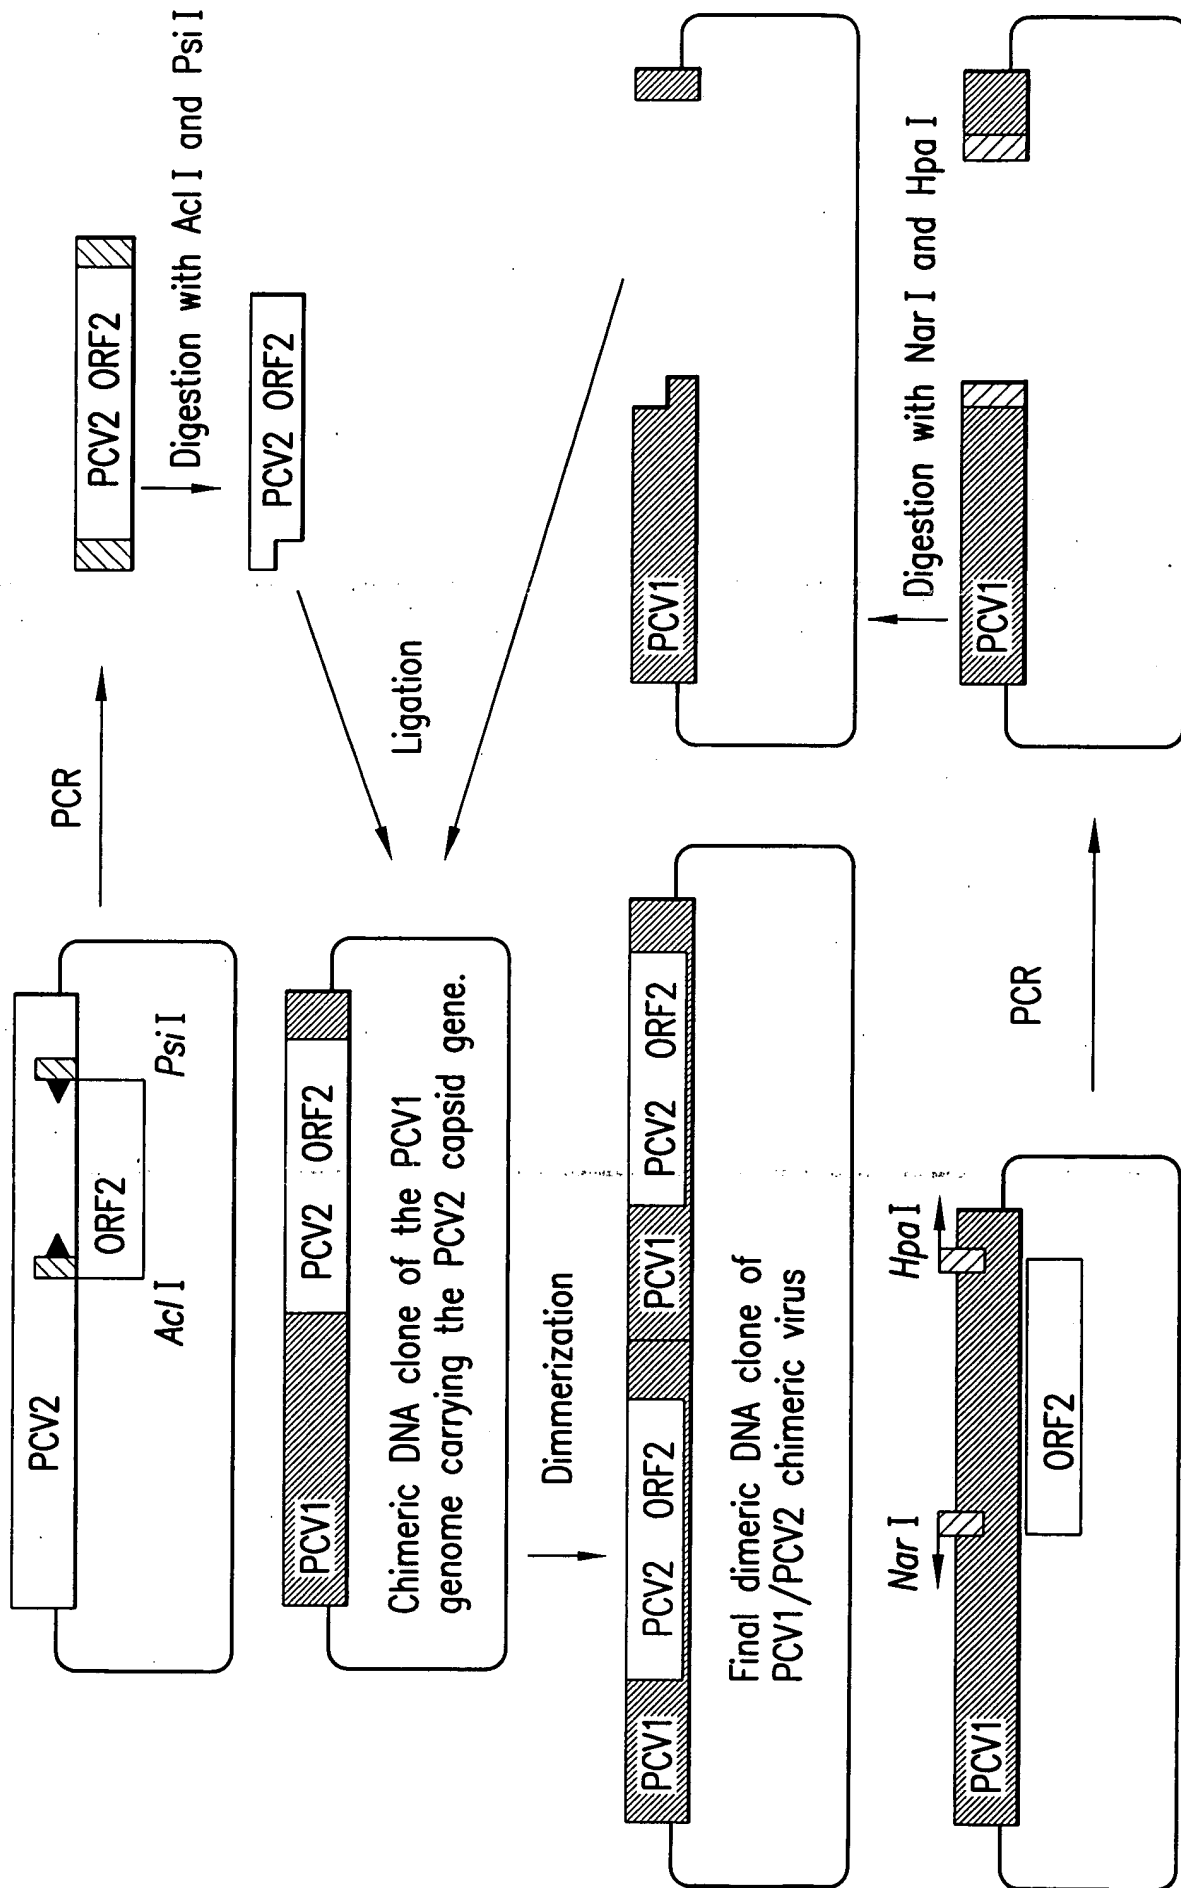 PCV2
Acl I
Psi I
ORF2
PCR
PCV2 ORF2
Digestion with Acl I and Psi I
PCV2 ORF2
Ligation
PCV1
PCV2 ORF2
Chimeric DNA clone of the PCV1
genome carrying the PCV2 capsid gene.
Dimmerization
PCV1
PCV2 ORF2
PCV1
PCV2 ORF2
Final dimeric DNA clone of
PCV1/PCV2 chimeric virus
PCV1
Digestion with Nar I and Hpa I
PCV1
Nar I
Hpa I
PCV1
ORF2
PCR